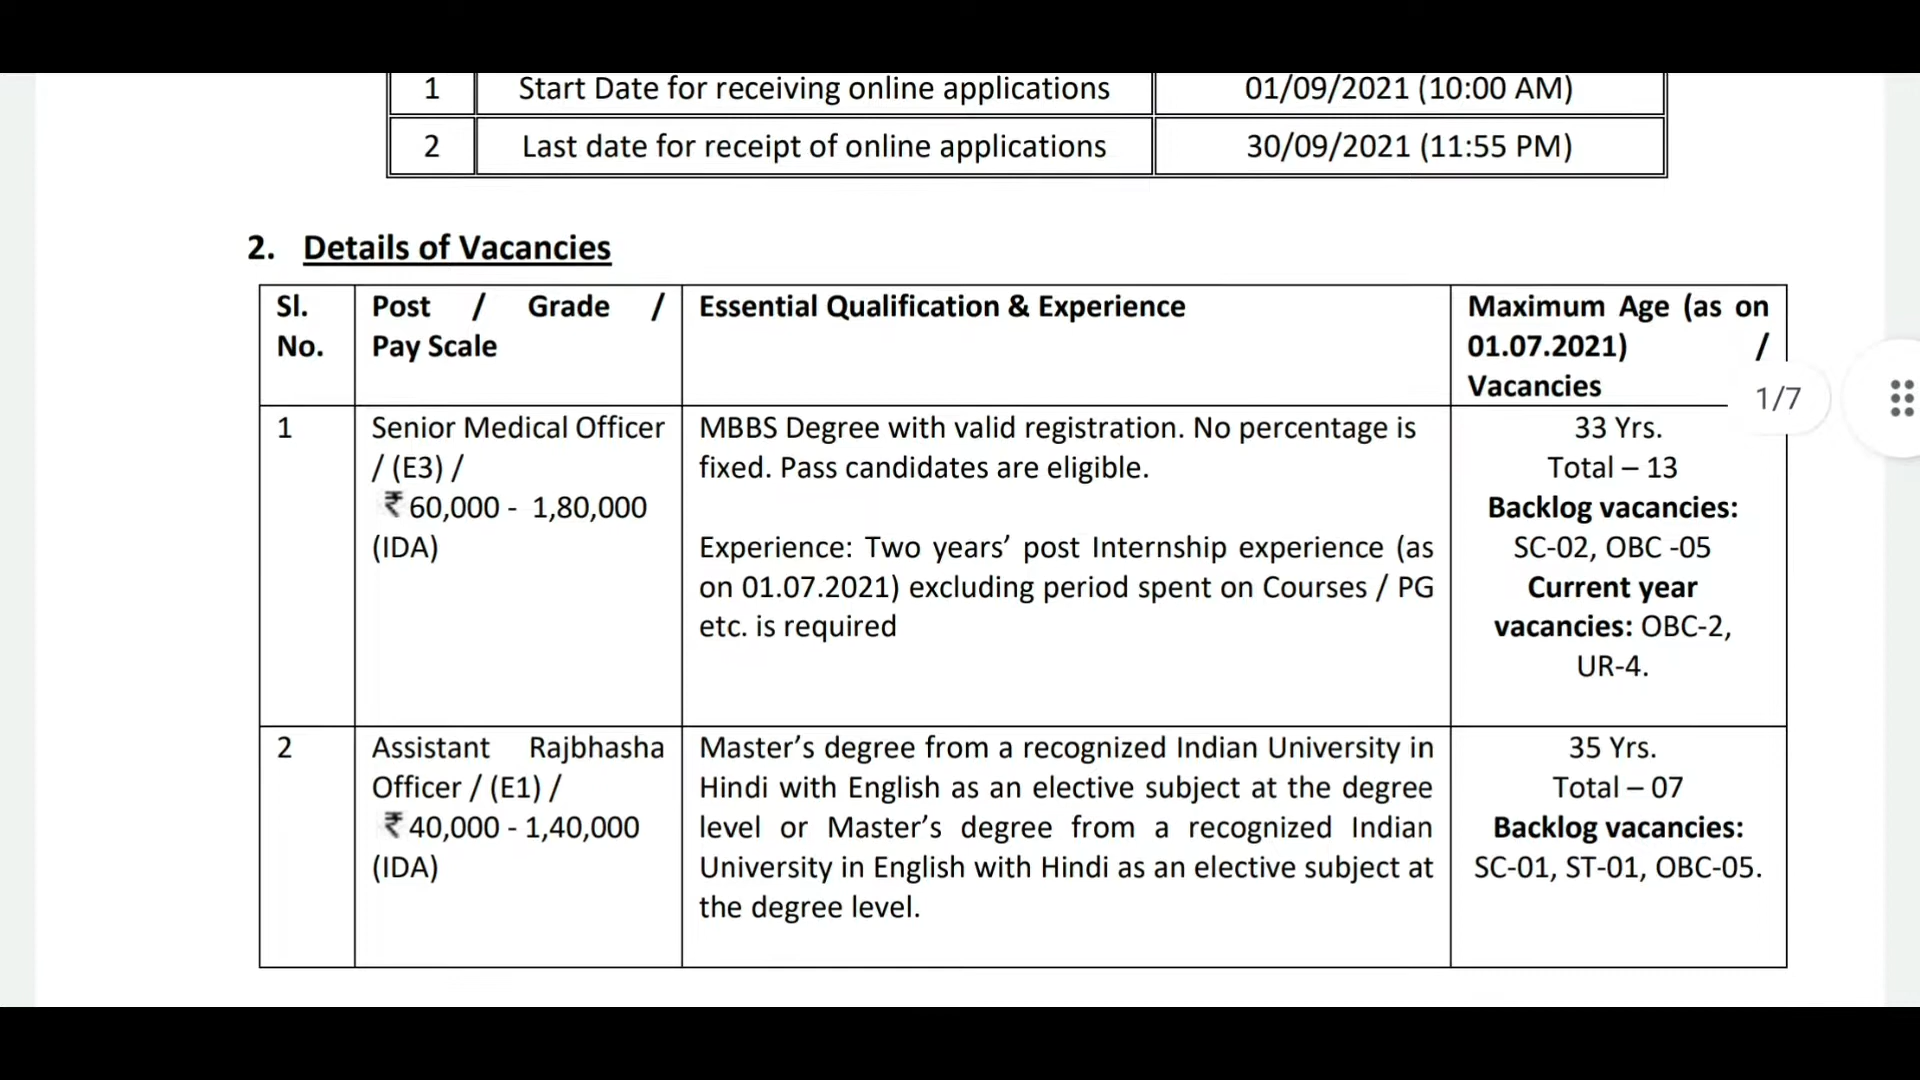 1 Start Date for receiving online applications 01/09/2021 (10:00 AM)
2 Last date for receipt of online applications 30/09/2021 (11:55 PM)
2. Details of Vacancies
Sl.
No.
Post / Grade /
Pay Scale
Essential Qualification & Experience
Maximum Age (as on
01.07.2021) /
Vacancies
1/7
1
Senior Medical Officer
/ (E3) /
₹ 60,000 - 1,80,000
(IDA)
MBBS Degree with valid registration. No percentage is
fixed. Pass candidates are eligible.
Experience: Two years’ post Internship experience (as
on 01.07.2021) excluding period spent on Courses / PG
etc. is required
33 Yrs.
Total – 13
Backlog vacancies:
SC-02, OBC -05
Current year
vacancies: OBC-2,
UR-4.
2
Assistant Rajbhasha
Officer / (E1) /
₹ 40,000 - 1,40,000
(IDA)
Master’s degree from a recognized Indian University in
Hindi with English as an elective subject at the degree
level or Master’s degree from a recognized Indian
University in English with Hindi as an elective subject at
the degree level.
35 Yrs.
Total – 07
Backlog vacancies:
SC-01, ST-01, OBC-05.